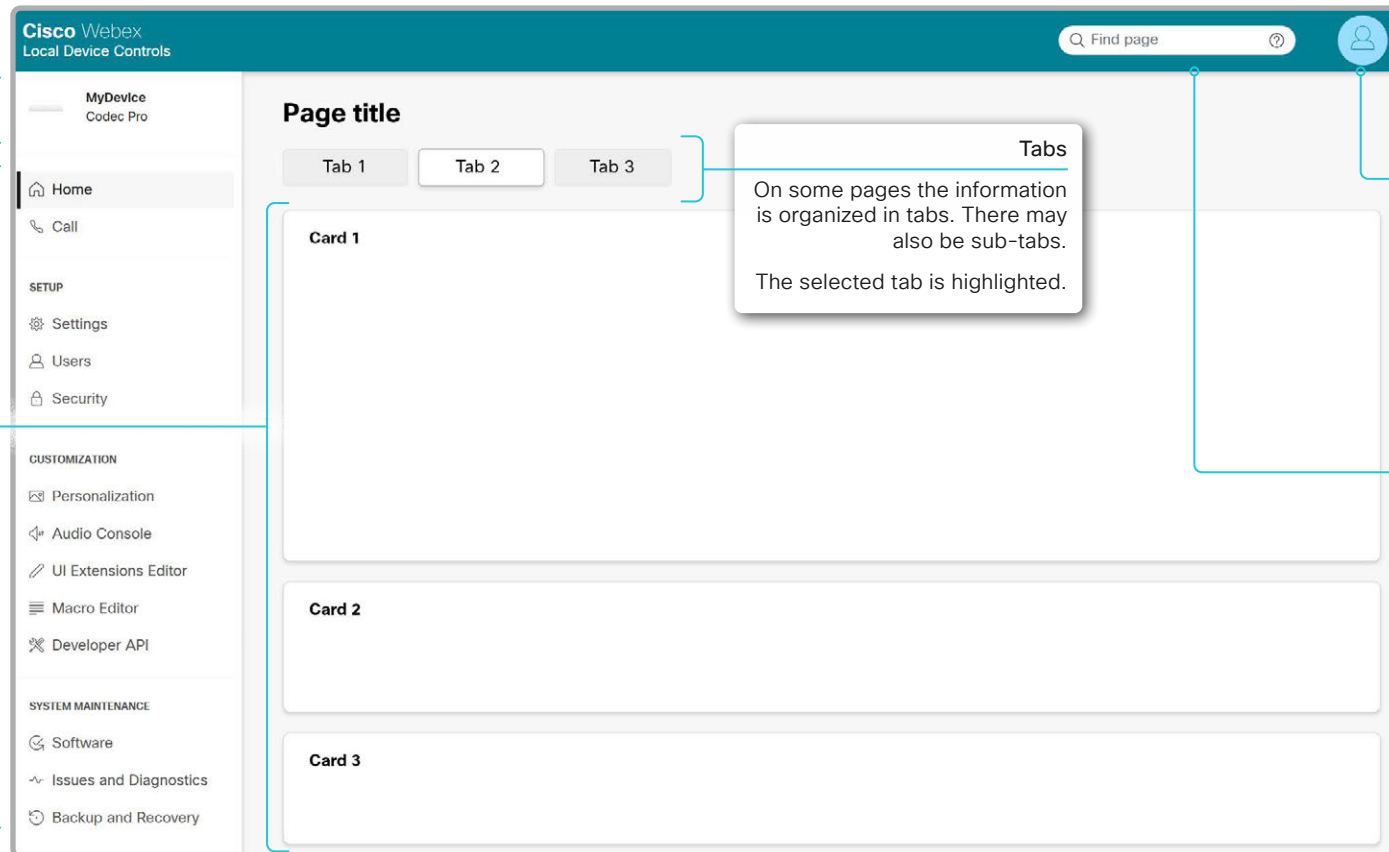 Cisco Webex
Local Device Controls
Find page
MyDevice
Codec Pro
Home
Call
SETUP
Settings
Users
Security
CUSTOMIZATION
Personalization
Audio Console
UI Extensions Editor
Macro Editor
Developer API
SYSTEM MAINTENANCE
Software
Issues and Diagnostics
Backup and Recovery
Page title
Tab 1
Tab 2
Tab 3
Tabs
On some pages the information
is organized in tabs. There may
also be sub-tabs.
The selected tab is highlighted.
Card 1
Card 2
Card 3